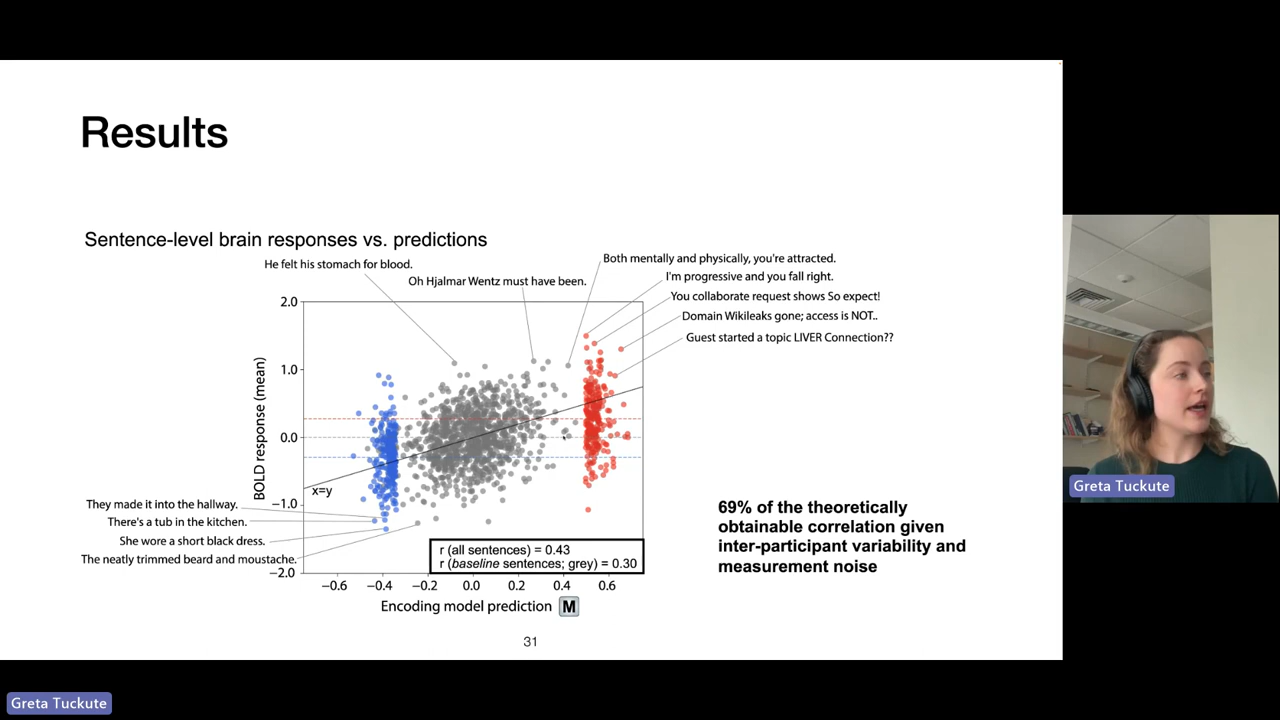 Results
Sentence-level brain responses vs. predictions
He felt his stomach for blood.
Oh Hjalmar Wentz must have been.
Both mentally and physically, you're attracted.
I'm progressive and you fall right.
You collaborate request shows So expect!
Domain Wikileaks gone; access is NOT..
Guest started a topic LIVER Connection??
2.0
1.0
0.0
−1.0
−2.0
BOLD response (mean)
x=y
They made it into the hallway.
There's a tub in the kitchen.
She wore a short black dress.
The neatly trimmed beard and moustache.
r (all sentences) = 0.43
r (baseline sentences; grey) = 0.30
−0.6 −0.4 −0.2 0.0 0.2 0.4 0.6
Encoding model prediction M
69% of the theoretically
obtainable correlation given
inter-participant variability and
measurement noise
31
Greta Tuckute
Greta Tuckute